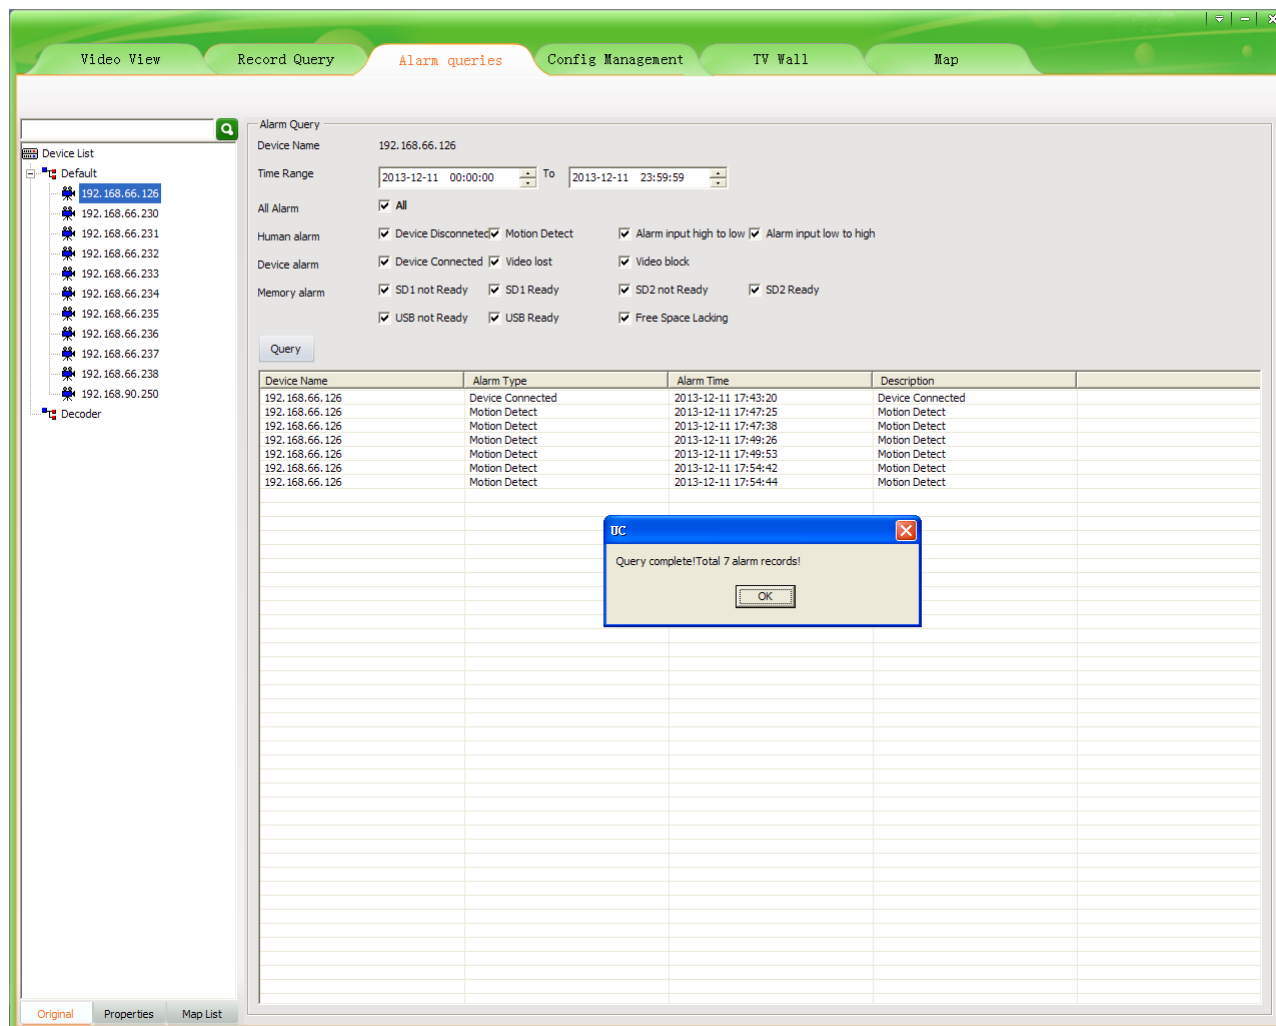 Video View Record Query Alarm queries Config Management TV Wall Map
Device List
Default
192.168.66.126
192.168.66.230
192.168.66.231
192.168.66.232
192.168.66.233
192.168.66.234
192.168.66.235
192.168.66.236
192.168.66.237
192.168.66.238
192.168.90.250
Decoder
Original Properties Map List
Alarm Query
Device Name 192.168.66.126
Time Range 2013-12-11 00:00:00 To 2013-12-11 23:59:59
All Alarm All
Human alarm Device Disconneted Motion Detect Alarm input high to low Alarm input low to high
Device alarm Device Connected Video lost Video block
Memory alarm SD1 not Ready SD1 Ready SD2 not Ready SD2 Ready
USB not Ready USB Ready Free Space Lacking
Query
Device Name Alarm Type Alarm Time Description
192.168.66.126 Device Connected 2013-12-11 17:43:20 Device Connected
192.168.66.126 Motion Detect 2013-12-11 17:47:25 Motion Detect
192.168.66.126 Motion Detect 2013-12-11 17:47:38 Motion Detect
192.168.66.126 Motion Detect 2013-12-11 17:49:26 Motion Detect
192.168.66.126 Motion Detect 2013-12-11 17:49:53 Motion Detect
192.168.66.126 Motion Detect 2013-12-11 17:54:42 Motion Detect
192.168.66.126 Motion Detect 2013-12-11 17:54:44 Motion Detect
UC
Query complete!Total 7 alarm records!
OK